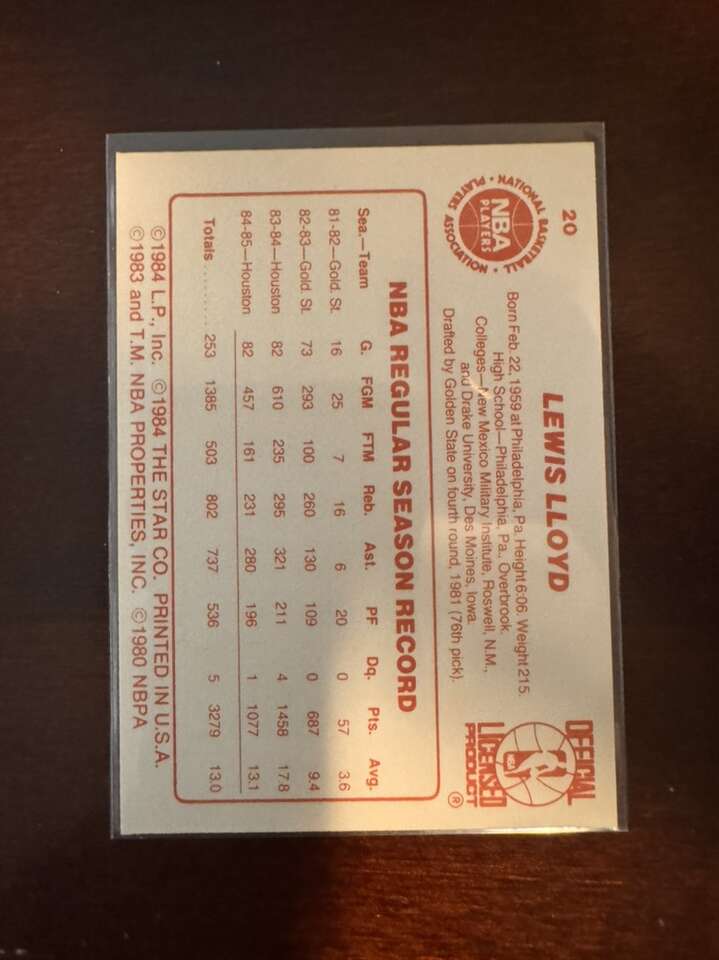 20
NATIONAL BASKETBALL
NBA
PLAYERS
PLAYERS ASSOCIATION
LEWIS LLOYD
Born Feb. 22, 1959 at Philadelphia, Pa. Height 6:06. Weight 215.
High School—Philadelphia, Pa., Overbrook.
Colleges—New Mexico Military Institute, Roswell, N.M.,
and Drake University, Des Moines, Iowa.
Drafted by Golden State on fourth round, 1981 (76th pick).
OFFICIAL
NBA
LICENSED
PRODUCT ®
NBA REGULAR SEASON RECORD
Sea.—Team G. FGM FTM Reb. Ast. PF Dq. Pts. Avg.
81-82—Gold. St. 16 25 7 16 6 20 0 57 3.6
82-83—Gold. St. 73 293 100 260 130 109 0 687 9.4
83-84—Houston 82 610 235 295 321 211 4 1458 17.8
84-85—Houston 82 457 161 231 280 196 1 1077 13.1
Totals .......... 253 1385 503 802 737 536 5 3279 13.0
©1984 L.P., Inc. ©1984 THE STAR CO. PRINTED IN U.S.A.
©1983 and T.M. NBA PROPERTIES, INC. ©1980 NBPA